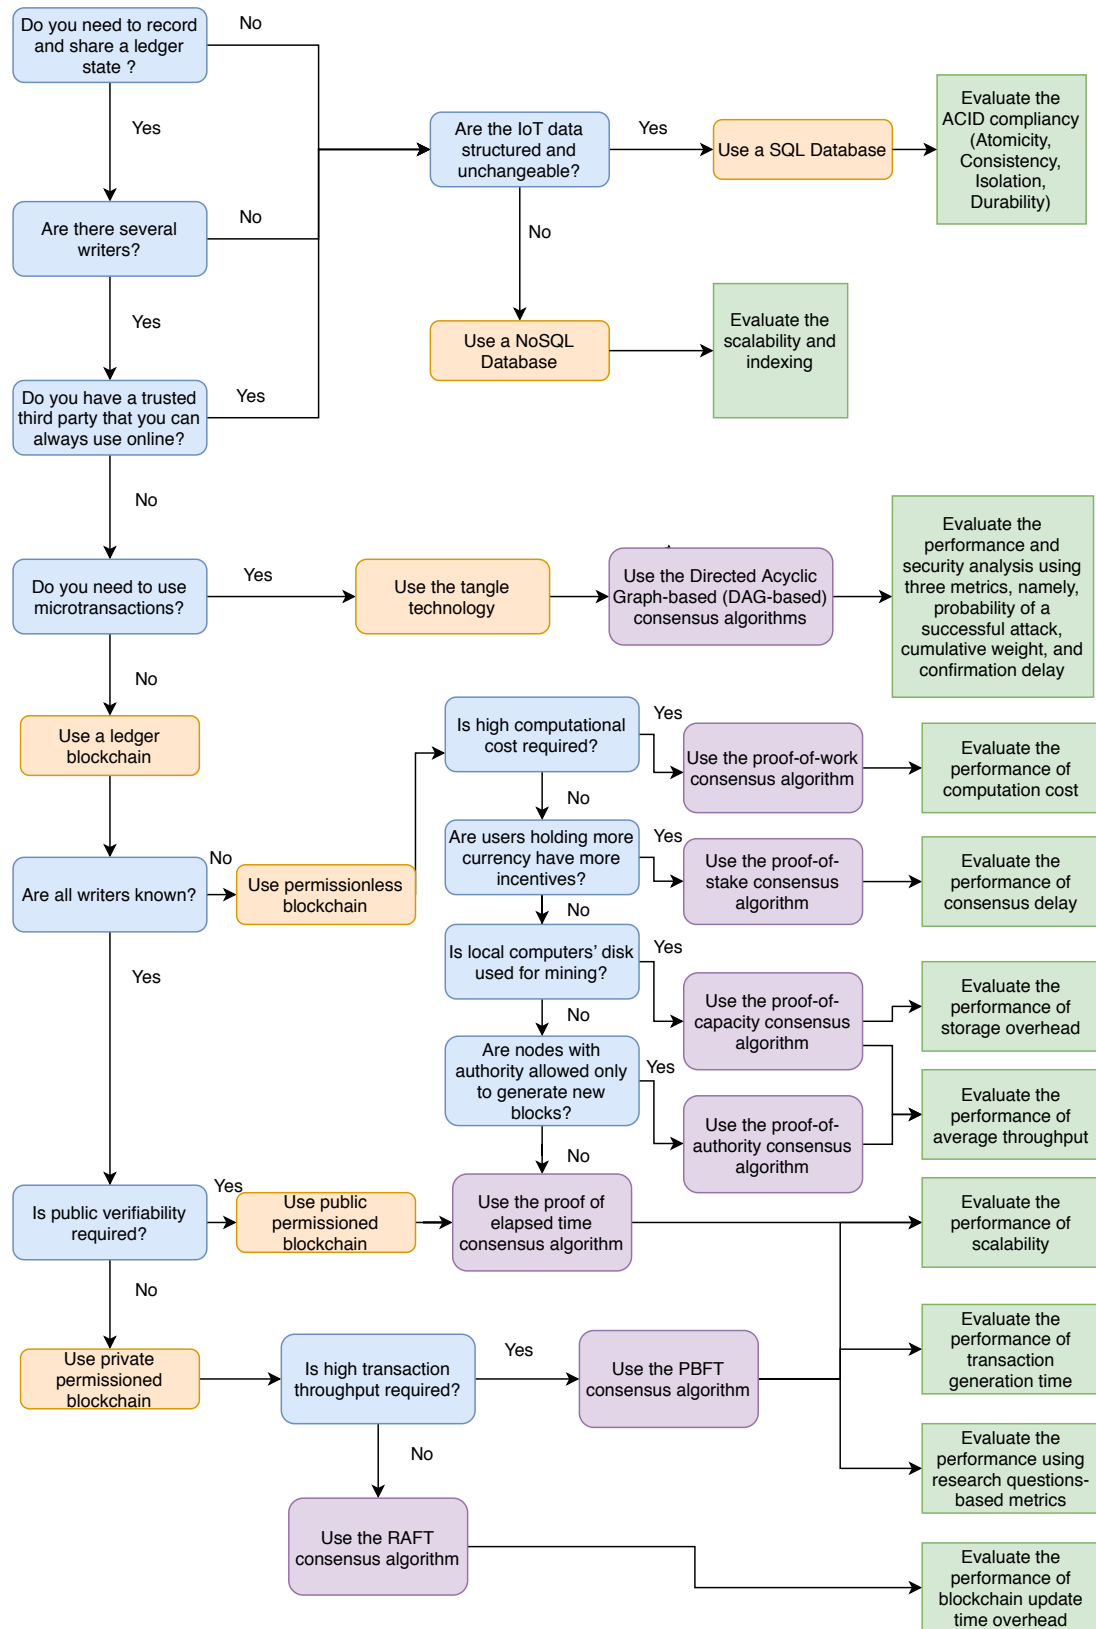 Do you need to record
and share a ledger
state ?
No
Yes
Are the IoT data
structured and
unchangeable?
Yes
Use a SQL Database
Evaluate the
ACID compliancy
(Atomicity,
Consistency,
Isolation,
Durability)
Are there several
writers?
No
No
Yes
Use a NoSQL
Database
Evaluate the
scalability and
indexing
Do you have a trusted
third party that you can
always use online?
Yes
No
Do you need to use
microtransactions?
Yes
Use the tangle
technology
Use the Directed Acyclic
Graph-based (DAG-based)
consensus algorithms
Evaluate the
performance and
security analysis using
three metrics, namely,
probability of a
successful attack,
cumulative weight, and
confirmation delay
No
Use a ledger
blockchain
Is high computational
cost required?
Yes
Use the proof-of-work
consensus algorithm
Evaluate the
performance of
computation cost
No
Are all writers known?
No
Use permissionless
blockchain
Are users holding more
currency have more
incentives?
Yes
Use the proof-of-
stake consensus
algorithm
Evaluate the
performance of
consensus delay
No
Yes
Is local computers' disk
used for mining?
Yes
Use the proof-of-
capacity consensus
algorithm
Evaluate the
performance of
storage overhead
No
Are nodes with
authority allowed only
to generate new
blocks?
Yes
Use the proof-of-
authority consensus
algorithm
Evaluate the
performance of
average throughput
No
Is public verifiability
required?
Yes
Use public
permissioned
blockchain
Use the proof of
elapsed time
consensus algorithm
Evaluate the
performance of
scalability
No
Use private
permissioned
blockchain
Is high transaction
throughput required?
Yes
Use the PBFT
consensus algorithm
Evaluate the
performance of
transaction
generation time
No
Evaluate the
performance using
research questions-
based metrics
Use the RAFT
consensus algorithm
Evaluate the
performance of
blockchain update
time overhead